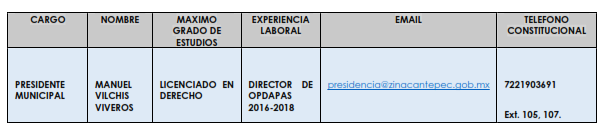 CARGO
NOMBRE
MAXIMO
GRADO DE
ESTUDIOS
EXPERIENCIA
LABORAL
EMAIL
TELEFONO
CONSTITUCIONAL
PRESIDENTE
MUNICIPAL
MANUEL
VILCHIS
VIVEROS
LICENCIADO EN
DERECHO
DIRECTOR DE
OPDAPAS
2016-2018
presidencia@zinacantepec.gob.mx
7221903691
Ext. 105, 107.